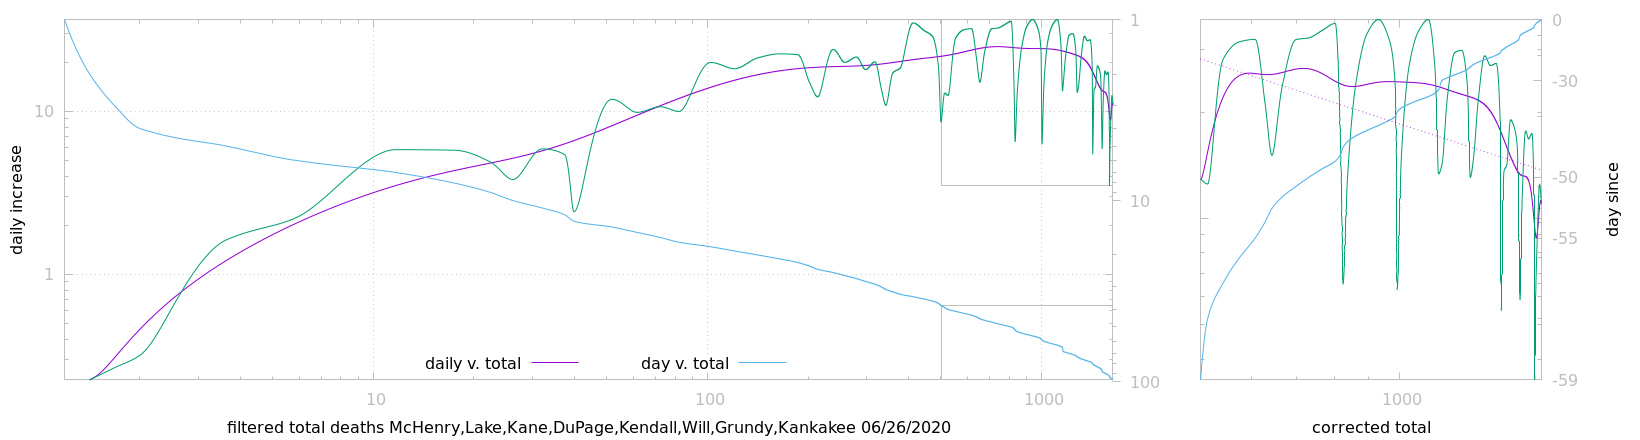 daily increase
10
1
1
10
100
daily v. total
day v. total
10
100
1000
filtered total deaths McHenry,Lake,Kane,DuPage,Kendall,Will,Grundy,Kankakee 06/26/2020
0
-30
-50
-55
-59
day since
1000
corrected total